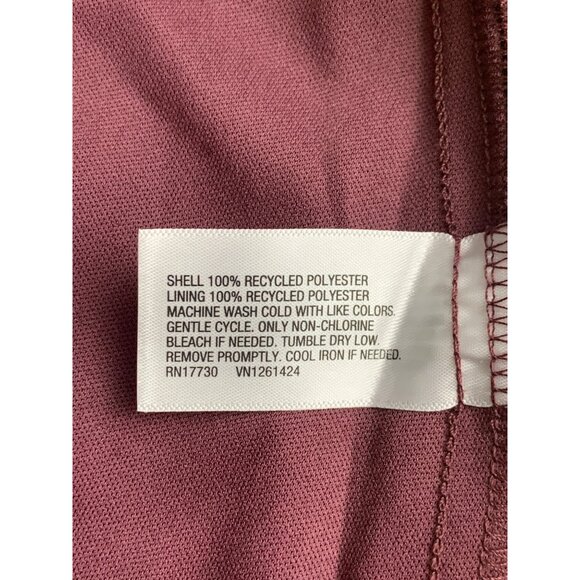 SHELL 100% RECYCLED POLYESTER
LINING 100% RECYCLED POLYESTER
MACHINE WASH COLD WITH LIKE COLORS.
GENTLE CYCLE. ONLY NON-CHLORINE
BLEACH IF NEEDED. TUMBLE DRY LOW.
REMOVE PROMPTLY. COOL IRON IF NEEDED.
RN17730 VN1261424